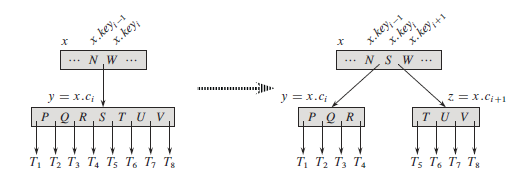 x x.key_{i-1} x.key_i
... N W ...
y = x.c_i
P Q R S T U V
T_1 T_2 T_3 T_4 T_5 T_6 T_7 T_8
x x.key_{i-1} x.key_i x.key_{i+1}
... N S W ...
y = x.c_i z = x.c_{i+1}
P Q R T U V
T_1 T_2 T_3 T_4 T_5 T_6 T_7 T_8